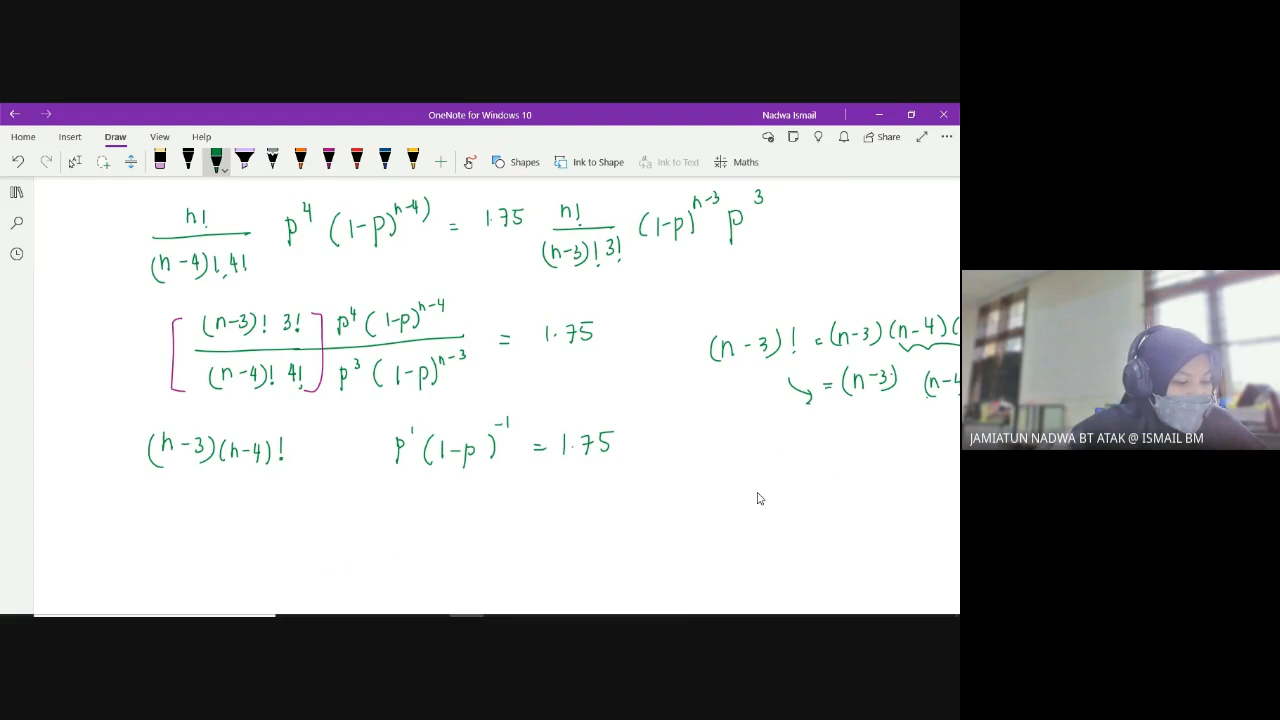 OneNote for Windows 10
Nadwa Ismail
Home Insert Draw View Help
Share
Shapes Ink to Shape Ink to Text Maths
n!/(n-4)!4! p^4 (1-p)^(n-4) = 1.75 n!/(n-3)!3! (1-p)^(n-3) p^3
[(n-3)! 3!/(n-4)! 4!] p^4 (1-p)^(n-4)/p^3 (1-p)^(n-3) = 1.75
(n-3)! = (n-3)(n-4)(
= (n-3) (n-4
(n-3)(n-4)! p^1 (1-p)^-1 = 1.75
JAMIATUN NADWA BT ATAK @ ISMAIL BM